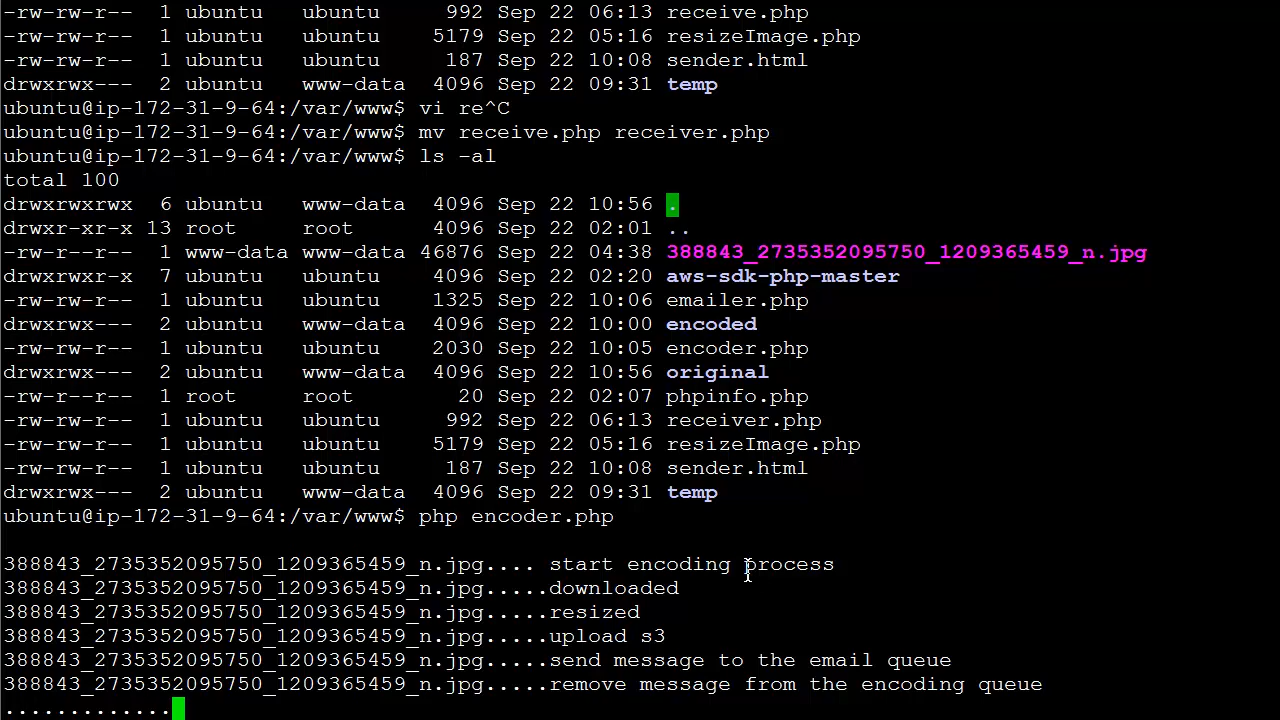 -rw-rw-r-- 1 ubuntu ubuntu 992 Sep 22 06:13 receive.php
-rw-rw-r-- 1 ubuntu ubuntu 5179 Sep 22 05:16 resizeImage.php
-rw-rw-r-- 1 ubuntu ubuntu 187 Sep 22 10:08 sender.html
drwxrwx--- 2 ubuntu www-data 4096 Sep 22 09:31 temp
ubuntu@ip-172-31-9-64:/var/www$ vi re^C
ubuntu@ip-172-31-9-64:/var/www$ mv receive.php receiver.php
ubuntu@ip-172-31-9-64:/var/www$ ls -al
total 100
drwxrwxrwx 6 ubuntu www-data 4096 Sep 22 10:56 .
drwxr-xr-x 13 root root 4096 Sep 22 02:01 ..
-rw-r--r-- 1 www-data www-data 46876 Sep 22 04:38 388843_2735352095750_1209365459_n.jpg
drwxrwxr-x 7 ubuntu ubuntu 4096 Sep 22 02:20 aws-sdk-php-master
-rw-rw-r-- 1 ubuntu ubuntu 1325 Sep 22 10:06 emailer.php
drwxrwx--- 2 ubuntu www-data 4096 Sep 22 10:00 encoded
-rw-rw-r-- 1 ubuntu ubuntu 2030 Sep 22 10:05 encoder.php
drwxrwx--- 2 ubuntu www-data 4096 Sep 22 10:56 original
-rw-r--r-- 1 root root 20 Sep 22 02:07 phpinfo.php
-rw-rw-r-- 1 ubuntu ubuntu 992 Sep 22 06:13 receiver.php
-rw-rw-r-- 1 ubuntu ubuntu 5179 Sep 22 05:16 resizeImage.php
-rw-rw-r-- 1 ubuntu ubuntu 187 Sep 22 10:08 sender.html
drwxrwx--- 2 ubuntu www-data 4096 Sep 22 09:31 temp
ubuntu@ip-172-31-9-64:/var/www$ php encoder.php
388843_2735352095750_1209365459_n.jpg.... start encoding process
388843_2735352095750_1209365459_n.jpg.....downloaded
388843_2735352095750_1209365459_n.jpg.....resized
388843_2735352095750_1209365459_n.jpg.....upload s3
388843_2735352095750_1209365459_n.jpg.....send message to the email queue
388843_2735352095750_1209365459_n.jpg.....remove message from the encoding queue
.............